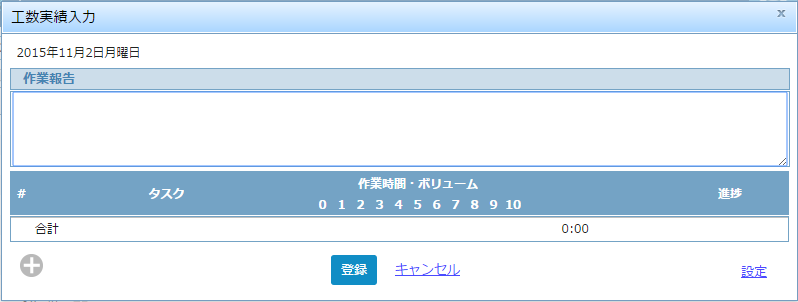 工数実績入力 x
2015年11月2日月曜日
作業報告
# タスク 作業時間・ボリューム 進捗
0 1 2 3 4 5 6 7 8 9 10
合計 0:00
登録 キャンセル 設定